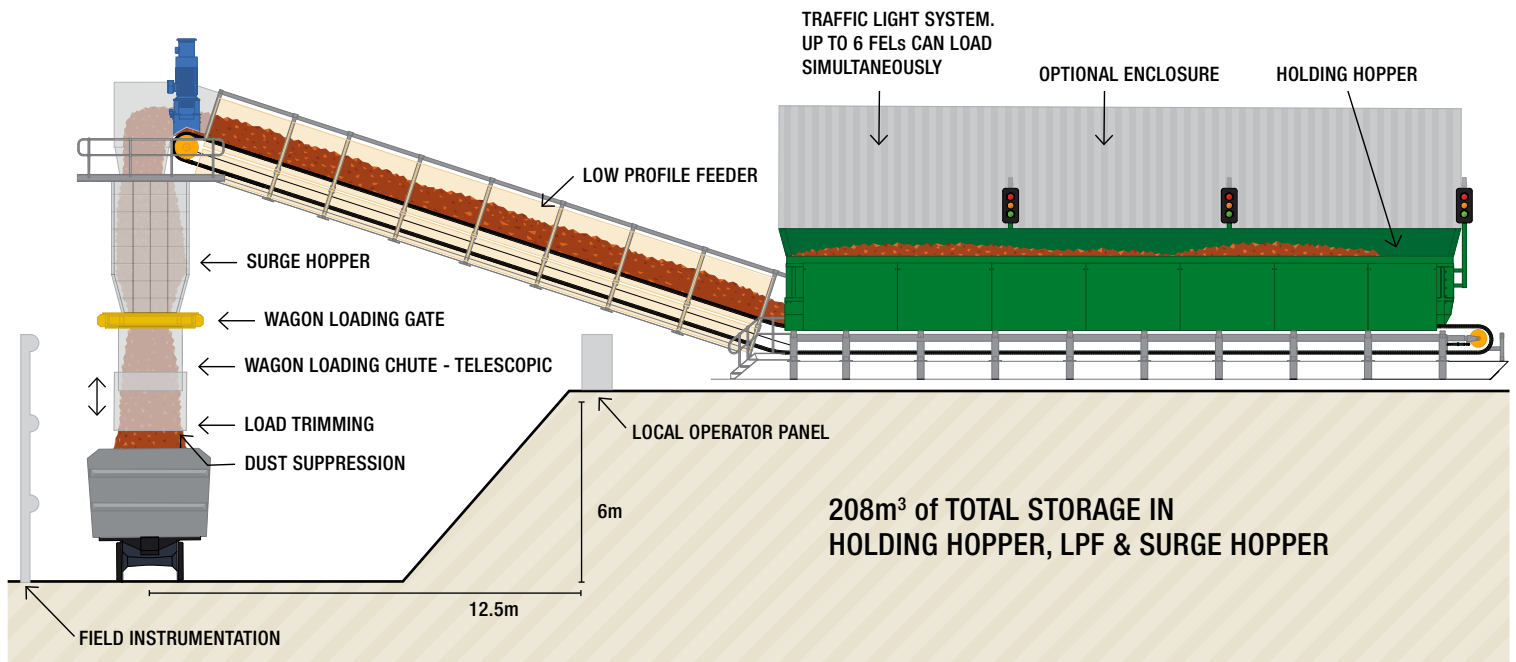 TRAFFIC LIGHT SYSTEM.
UP TO 6 FELs CAN LOAD
SIMULTANEOUSLY
OPTIONAL ENCLOSURE
HOLDING HOPPER
LOW PROFILE FEEDER
SURGE HOPPER
WAGON LOADING GATE
WAGON LOADING CHUTE - TELESCOPIC
LOAD TRIMMING
DUST SUPPRESSION
LOCAL OPERATOR PANEL
6m
208m³ of TOTAL STORAGE IN
HOLDING HOPPER, LPF & SURGE HOPPER
12.5m
FIELD INSTRUMENTATION